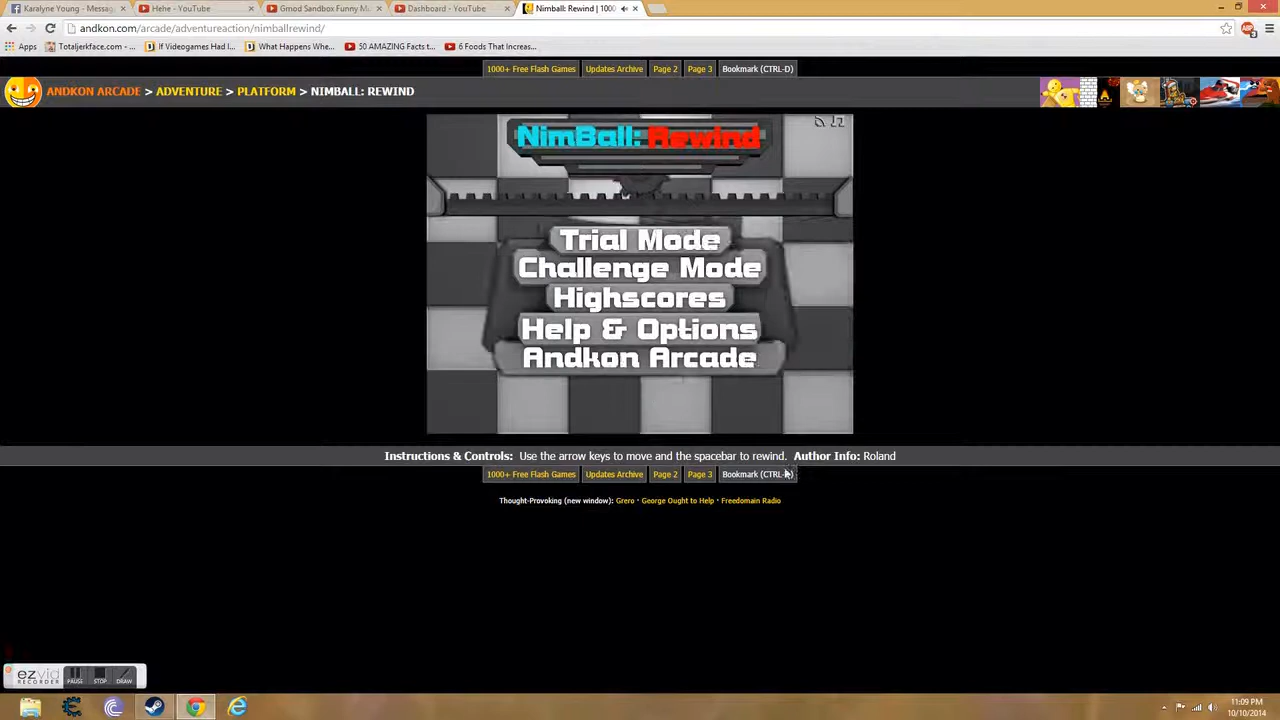 Karalyne Young - Messag
Hehe - YouTube
Gmod Sandbox Funny M
Dashboard - YouTube
Nimball: Rewind | 1000
andkon.com/arcade/adventureaction/nimballrewind/
Apps
Totaljerkface.com - ...
If Videogames Had I...
What Happens Whe...
50 AMAZING Facts t...
6 Foods That Increas...
1000+ Free Flash Games
Updates Archive
Page 2
Page 3
Bookmark (CTRL-D)
ANDKON ARCADE > ADVENTURE > PLATFORM > NIMBALL: REWIND
NimBall: Rewind
Trial Mode
Challenge Mode
Highscores
Help & Options
Andkon Arcade
Instructions & Controls: Use the arrow keys to move and the spacebar to rewind. Author Info: Roland
1000+ Free Flash Games
Updates Archive
Page 2
Page 3
Bookmark (CTRL-D)
Thought-Provoking (new window): Grero · George Ought to Help · Freedomain Radio
ezvid
RECORDER
PAUSE
STOP
DRAW
11:09 PM
10/10/2014